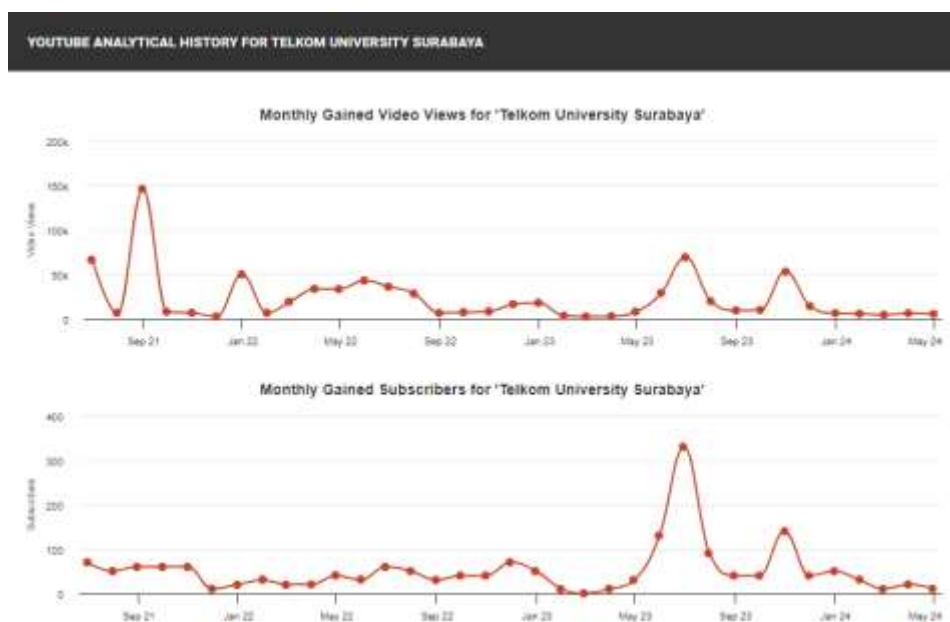 YOUTUBE ANALYTICAL HISTORY FOR TELKOM UNIVERSITY SURABAYA
Monthly Gained Video Views for 'Telkom University Surabaya'
200k
150k
100k
50k
0
Video Views
Sep 21 Jan 22 May 22 Sep 22 Jan 23 May 23 Sep 23 Jan 24 May 24
Monthly Gained Subscribers for 'Telkom University Surabaya'
400
300
200
100
0
Subscribers
Sep 21 Jan 22 May 22 Sep 22 Jan 23 May 23 Sep 23 Jan 24 May 24